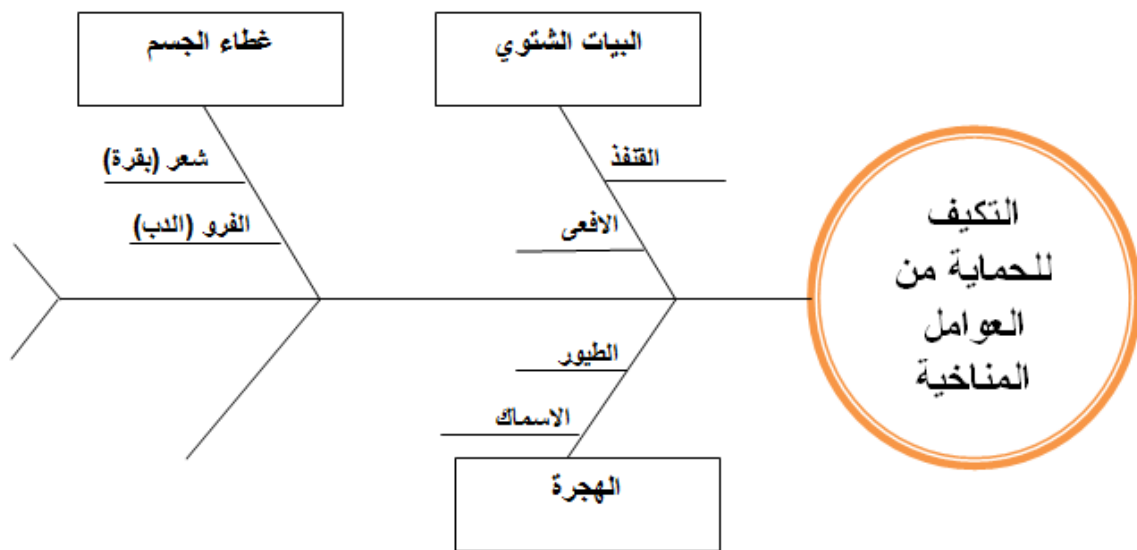 البيات الشتوي
غطاء الجسم
القنفذ
الافعى
شعر (بقرة)
الفرو (الدب)
التكيف
للحماية من
العوامل
المناخية
الطيور
الاسماك
الهجرة